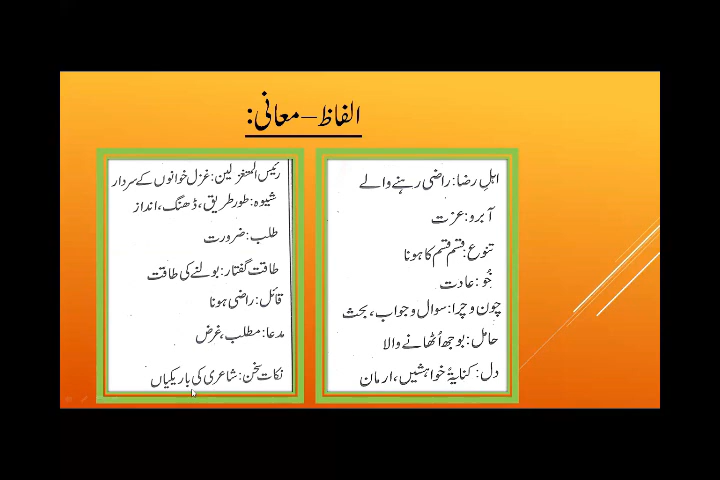 الفاظ – معانی:
اہلِ رضا: راضی رہنے والے
آبرو: عزت
تنوع: قسم قسم کا ہونا
خُو: عادت
چون و چرا: سوال و جواب، بحث
حامل: بوجھ اُٹھانے والا
دل: کنایۃً خواہشیں، ارمان
رئیس المتغزلین: غزل خوانوں کے سردار
شیوہ: طور طریق، ڈھنگ، انداز
طلب: ضرورت
طاقت گفتار: بولنے کی طاقت
قائل: راضی ہونا
مدعا: مطلب، غرض
نکات سخن: شاعری کی باریکیاں